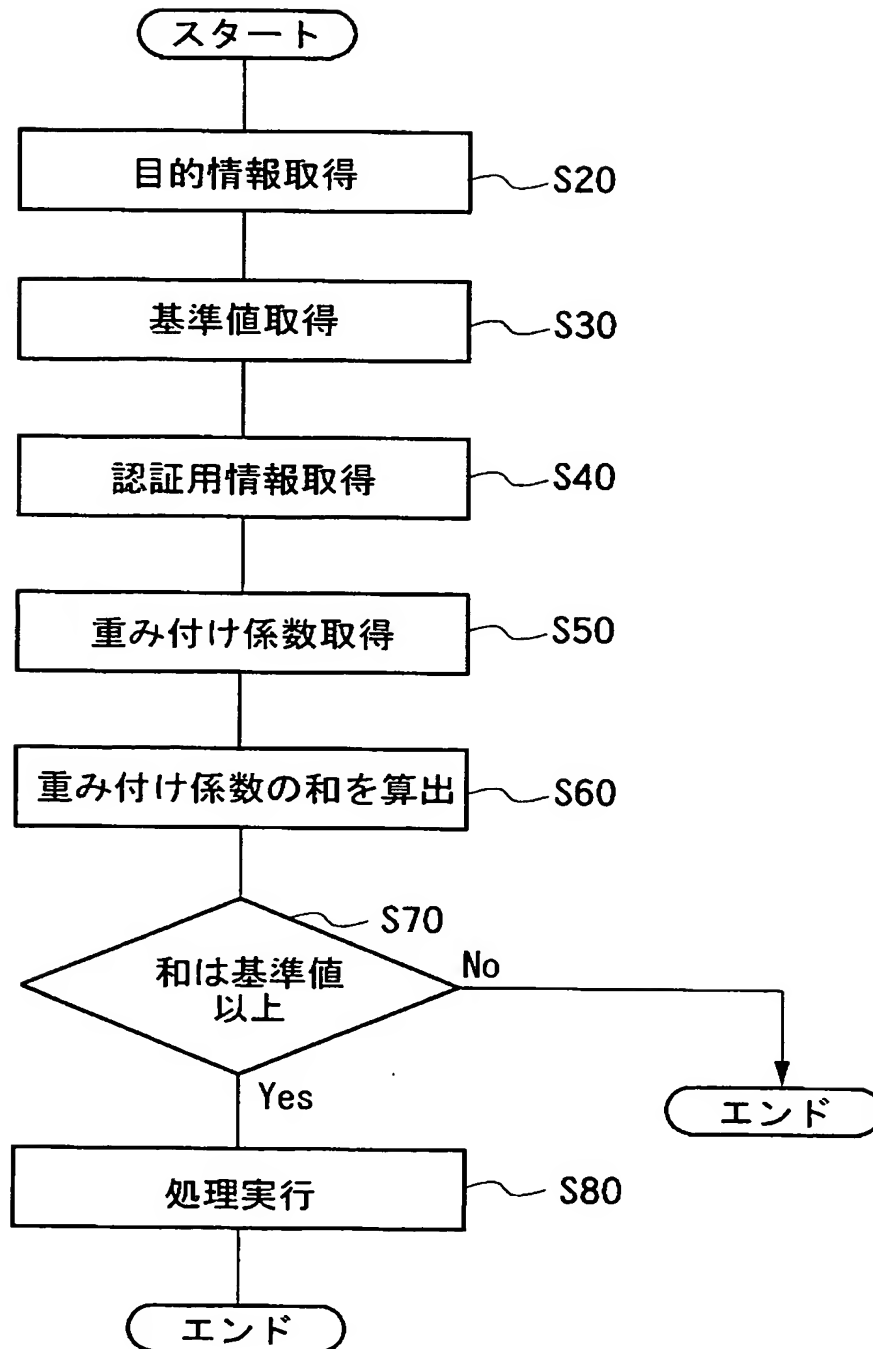 スタート
目的情報取得
S20
基準値取得
S30
認証用情報取得
S40
重み付け係数取得
S50
重み付け係数の和を算出
S60
S70
和は基準値
以上
No
Yes
エンド
処理実行
S80
エンド